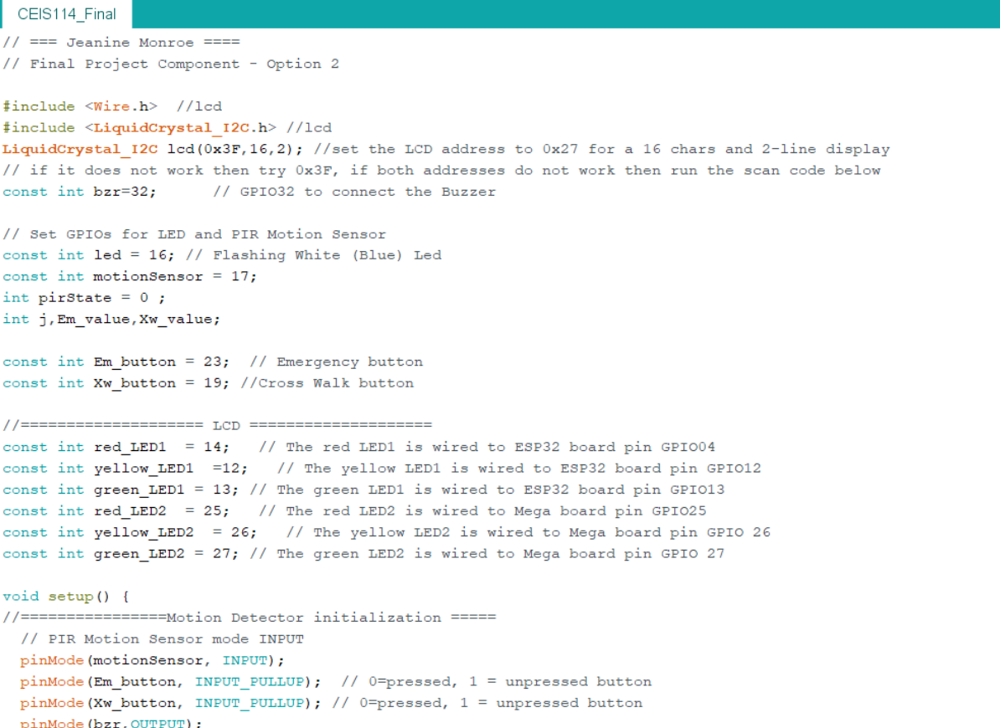 CEIS114_Final
// === Jeanine Monroe ====
// Final Project Component - Option 2
#include <Wire.h>  //lcd
#include <LiquidCrystal_I2C.h> //lcd
LiquidCrystal_I2C lcd(0x3F,16,2); //set the LCD address to 0x27 for a 16 chars and 2-line display
// if it does not work then try 0x3F, if both addresses do not work then run the scan code below
const int bzr=32;      // GPIO32 to connect the Buzzer
// Set GPIOs for LED and PIR Motion Sensor
const int led = 16; // Flashing White (Blue) Led
const int motionSensor = 17;
int pirState = 0 ;
int j,Em_value,Xw_value;
const int Em_button = 23;  // Emergency button
const int Xw_button = 19; //Cross Walk button
//==================== LCD ====================
const int red_LED1  = 14;   // The red LED1 is wired to ESP32 board pin GPIO04
const int yellow_LED1  =12;   // The yellow LED1 is wired to ESP32 board pin GPIO12
const int green_LED1 = 13; // The green LED1 is wired to ESP32 board pin GPIO13
const int red_LED2  = 25;   // The red LED2 is wired to Mega board pin GPIO25
const int yellow_LED2  = 26;   // The yellow LED2 is wired to Mega board pin GPIO 26
const int green_LED2 = 27; // The green LED2 is wired to Mega board pin GPIO 27
void setup() {
//================Motion Detector initialization =====
  // PIR Motion Sensor mode INPUT
  pinMode(motionSensor, INPUT);
  pinMode(Em_button, INPUT_PULLUP);  // 0=pressed, 1 = unpressed button
  pinMode(Xw_button, INPUT_PULLUP); // 0=pressed, 1 = unpressed button
  pinMode(bzr,OUTPUT);